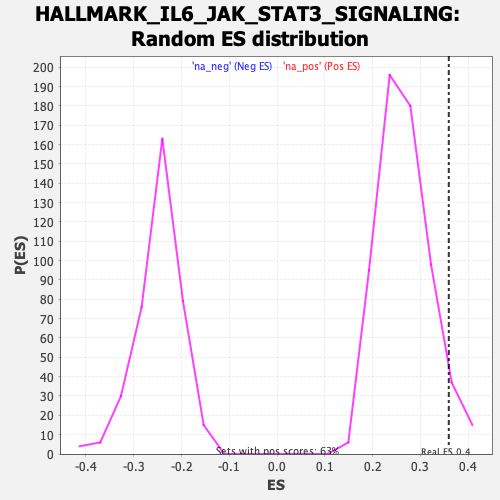 HALLMARK_IL6_JAK_STAT3_SIGNALING:
Random ES distribution
'na_neg' (Neg ES) 'na_pos' (Pos ES)
200
190
180
170
160
150
140
130
120
110
100
90
80
70
60
50
40
30
20
10
0
P(ES)
Sets with pos scores: 63%
Real ES 0.4
-0.4 -0.3 -0.2 -0.1 0.0 0.1 0.2 0.3 0.4
ES